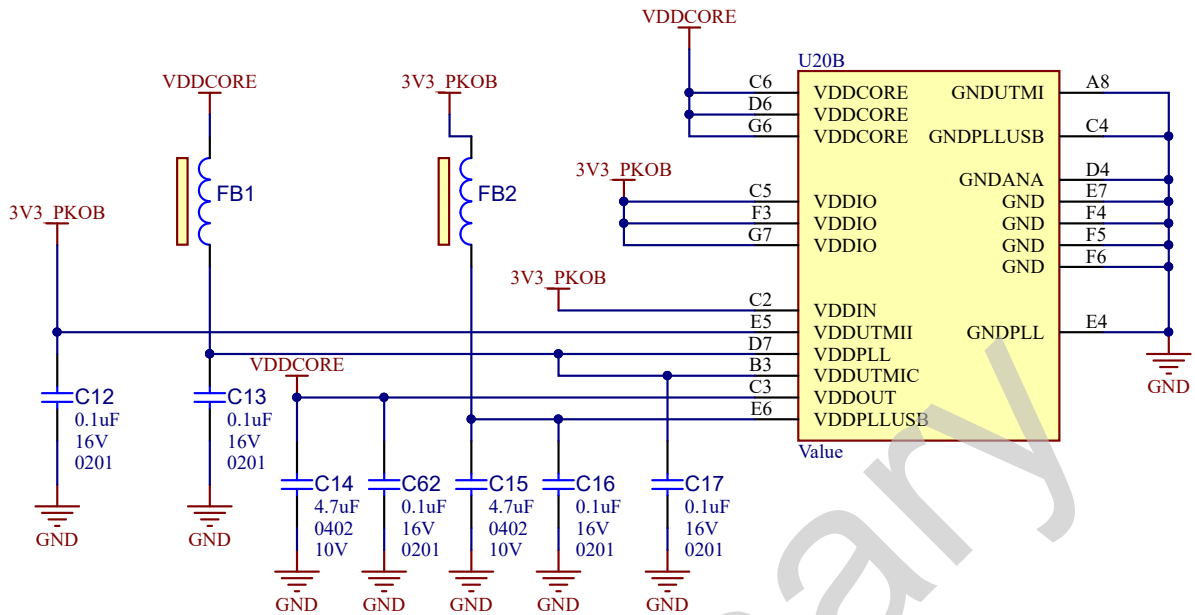 VDDCORE
U20B
VDDCORE
3V3_PKOB
C6
VDDCORE
GNDUTMI
A8
D6
VDDCORE
G6
VDDCORE
GNDPLLUSB
C4
3V3_PKOB
GNDANA
D4
FB1
FB2
C5
VDDIO
GND
E7
3V3_PKOB
F3
VDDIO
GND
F4
G7
VDDIO
GND
F5
GND
F6
3V3_PKOB
C2
VDDIN
E5
VDDUTMII
GNDPLL
E4
D7
VDDPLL
VDDCORE
B3
VDDUTMIC
GND
C3
VDDOUT
E6
VDDPLLUSB
Value
C12
0.1uF
16V
0201
C13
0.1uF
16V
0201
GND
GND
C14
4.7uF
0402
10V
C62
0.1uF
16V
0201
C15
4.7uF
0402
10V
C16
0.1uF
16V
0201
C17
0.1uF
16V
0201
GND
GND
GND
GND
GND
ary